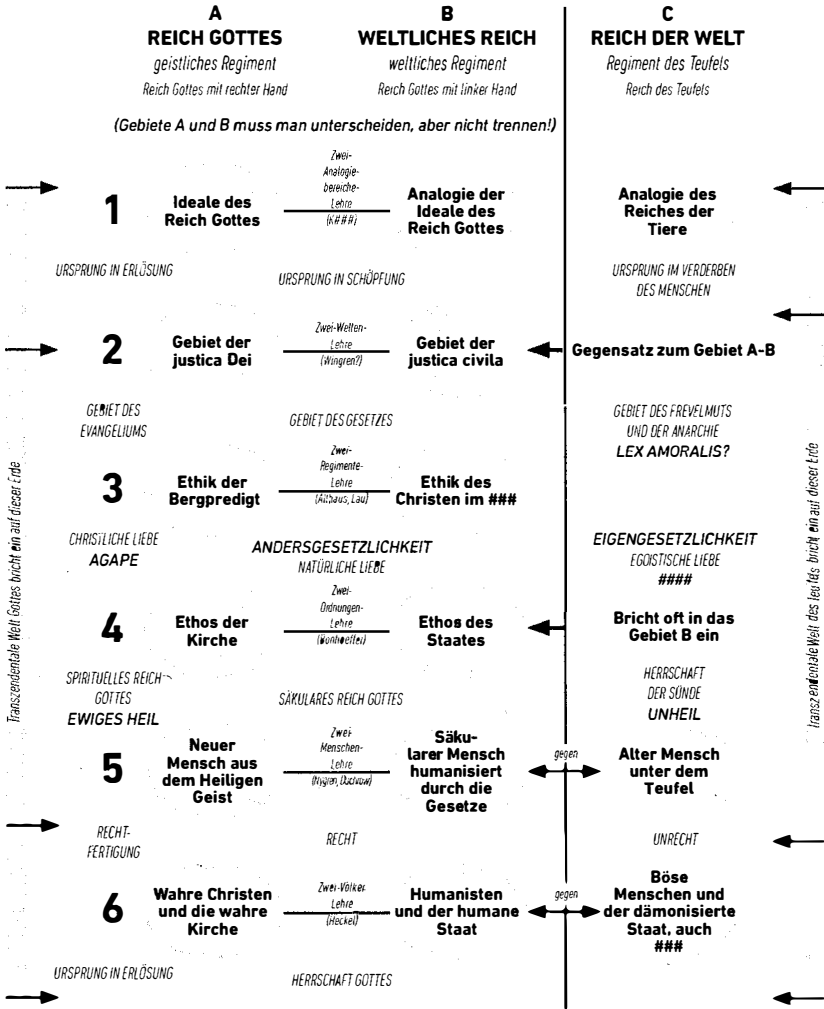 A
B
C
REICH GOTTES
WELTLICHES REICH
REICH DER WELT
geistliches Regiment
weltliches Regiment
Regiment des Teufels
Reich Gottes mit rechter Hand
Reich Gottes mit linker Hand
Reich des Teufels
(Gebiete A und B muss man unterscheiden, aber nicht trennen!)
1
Ideale des
Reich Gottes
Zwei-
Analogie-
bereiche-
Lehre
(K###)
Analogie der
Ideale des
Reich Gottes
Analogie des
Reiches der
Tiere
URSPRUNG IN ERLÖSUNG
URSPRUNG IN SCHÖPFUNG
URSPRUNG IM VERDERBEN
DES MENSCHEN
2
Gebiet der
justica Dei
Zwei-Welten-
Lehre
(Wingren?)
Gebiet der
justica civila
Gegensatz zum Gebiet A-B
GEBIET DES
EVANGELIUMS
GEBIET DES GESETZES
GEBIET DES FREVELMUTS
UND DER ANARCHIE
LEX AMORALIS?
3
Ethik der
Bergpredigt
Zwei-
Regimente-
Lehre
(Althaus, Lau)
Ethik des
Christen im ###
CHRISTLICHE LIEBE
AGAPE
ANDERSGESETZLICHKEIT
NATÜRLICHE LIEBE
EIGENGESETZLICHKEIT
EGOISTISCHE LIEBE
####
4
Ethos der
Kirche
Zwei-
Ordnungen-
Lehre
(Bonhoeffer)
Ethos des
Staates
Bricht oft in das
Gebiet B ein
SPIRITUELLES REICH
GOTTES
EWIGES HEIL
SÄKULARES REICH GOTTES
HERRSCHAFT
DER SÜNDE
UNHEIL
5
Neuer
Mensch aus
dem Heiligen
Geist
Zwei-
Menschen-
Lehre
(Nygren, Duchrow)
Säku-
larer Mensch
humanisiert
durch die
Gesetze
gegen
Alter Mensch
unter dem
Teufel
RECHT-
FERTIGUNG
RECHT
UNRECHT
6
Wahre Christen
und die wahre
Kirche
Zwei-Völker
Lehre
(Heckel)
Humanisten
und der humane
Staat
gegen
Böse
Menschen und
der dämonisierte
Staat, auch
###
URSPRUNG IN ERLÖSUNG
HERRSCHAFT GOTTES
Transzendentale Welt Gottes bricht ein auf dieser Erde
Transzendentale Welt des Teufels bricht ein auf dieser Erde